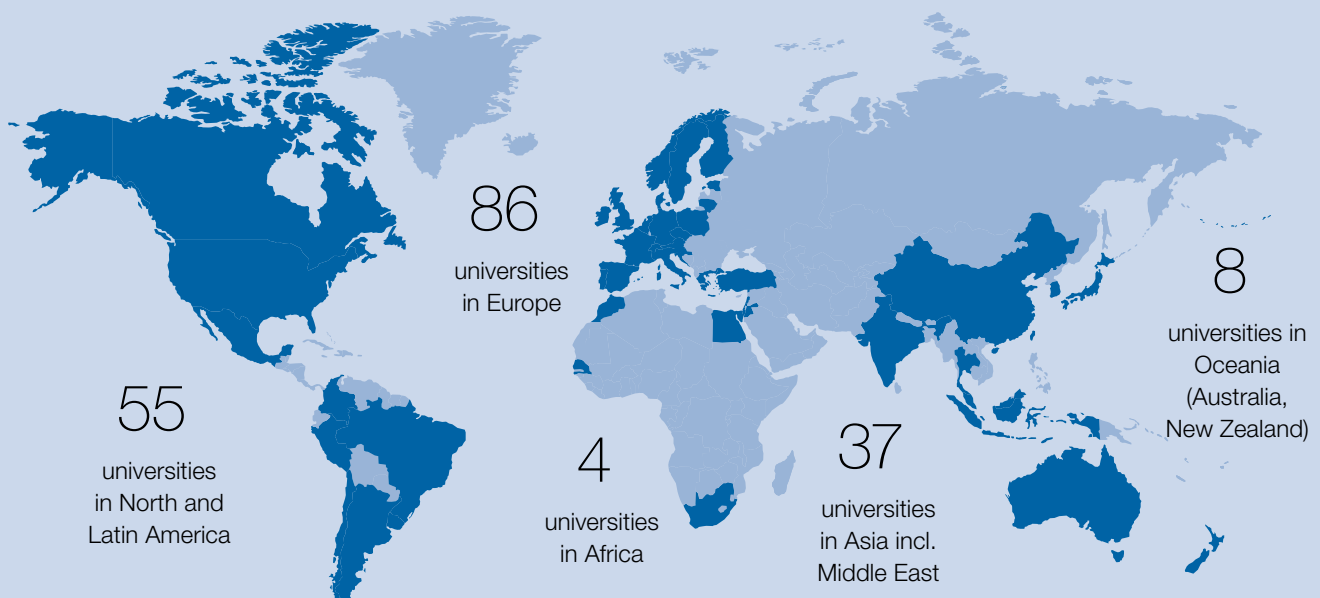 86
universities
in Europe
8
universities in
Oceania
(Australia,
New Zealand)
55
universities
in North and
Latin America
4
universities
in Africa
37
universities
in Asia incl.
Middle East